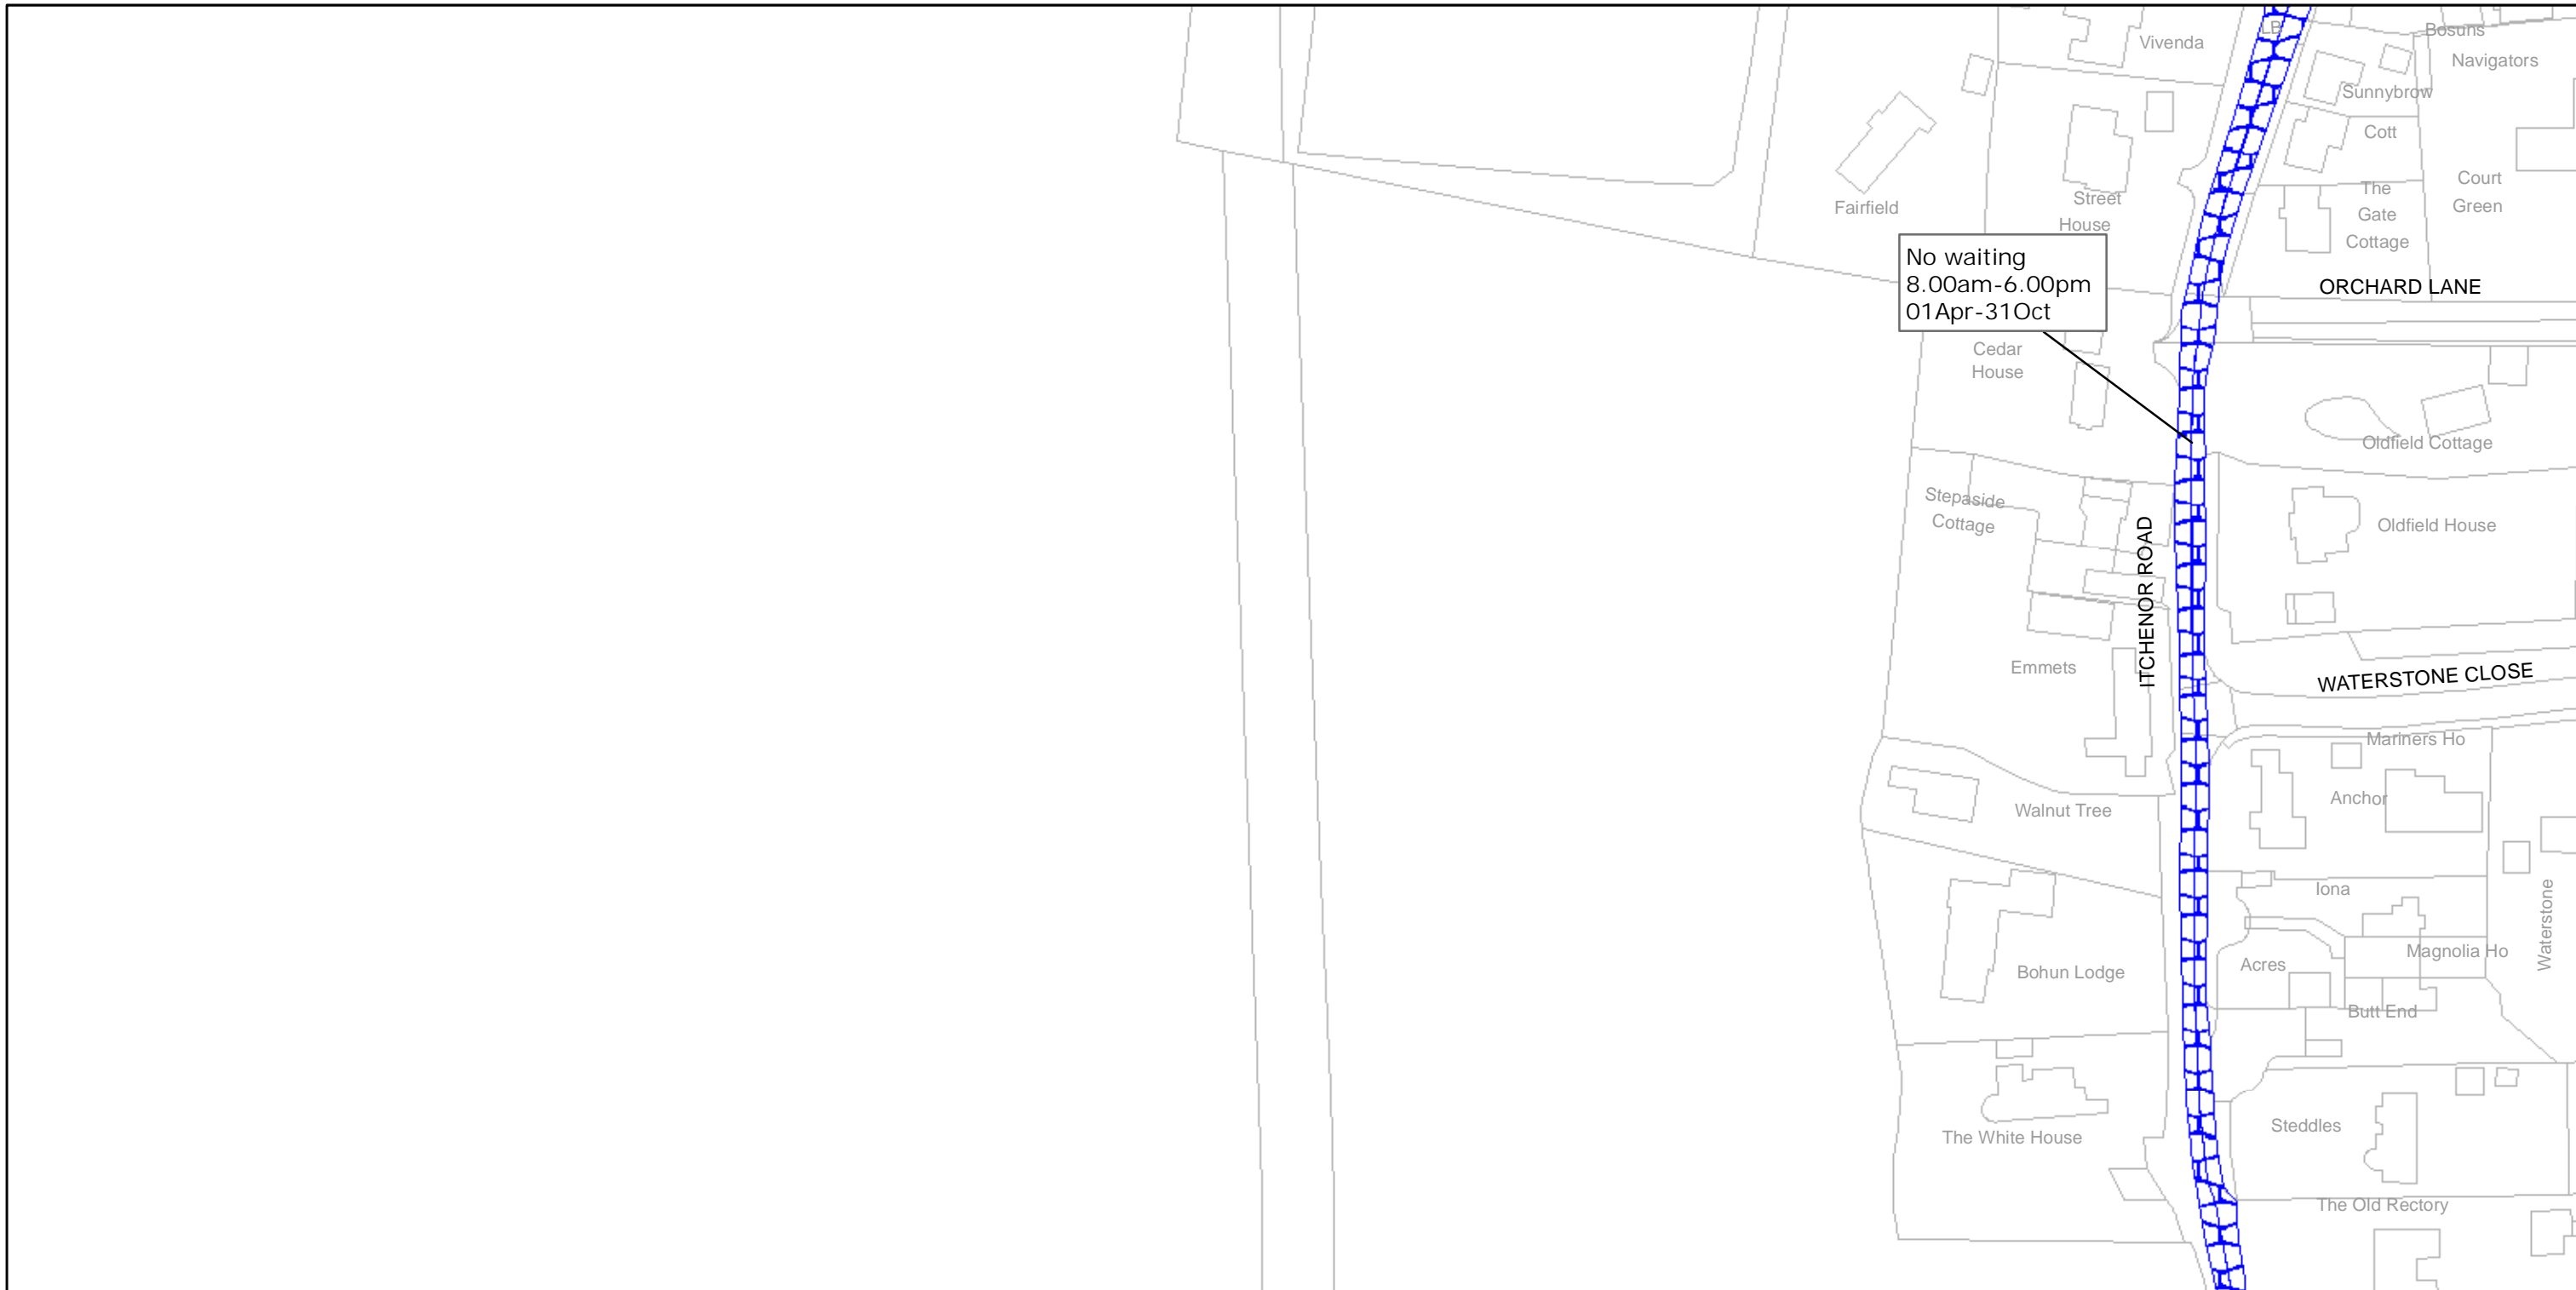 LB
Bosuns
Vivenda
Navigators
Sunnybrow
Cott
Court
Green
The
Gate
Cottage
Fairfield
Street
House
No waiting
8.00am-6.00pm
01Apr-31Oct
ORCHARD LANE
Cedar
House
Oldfield Cottage
Stepaside
Cottage
Oldfield House
ITCHENOR ROAD
Emmets
WATERSTONE CLOSE
Mariners Ho
Anchor
Walnut Tree
Iona
Waterstone
Magnolia Ho
Acres
Bohun Lodge
Butt End
Steddles
The White House
The Old Rectory